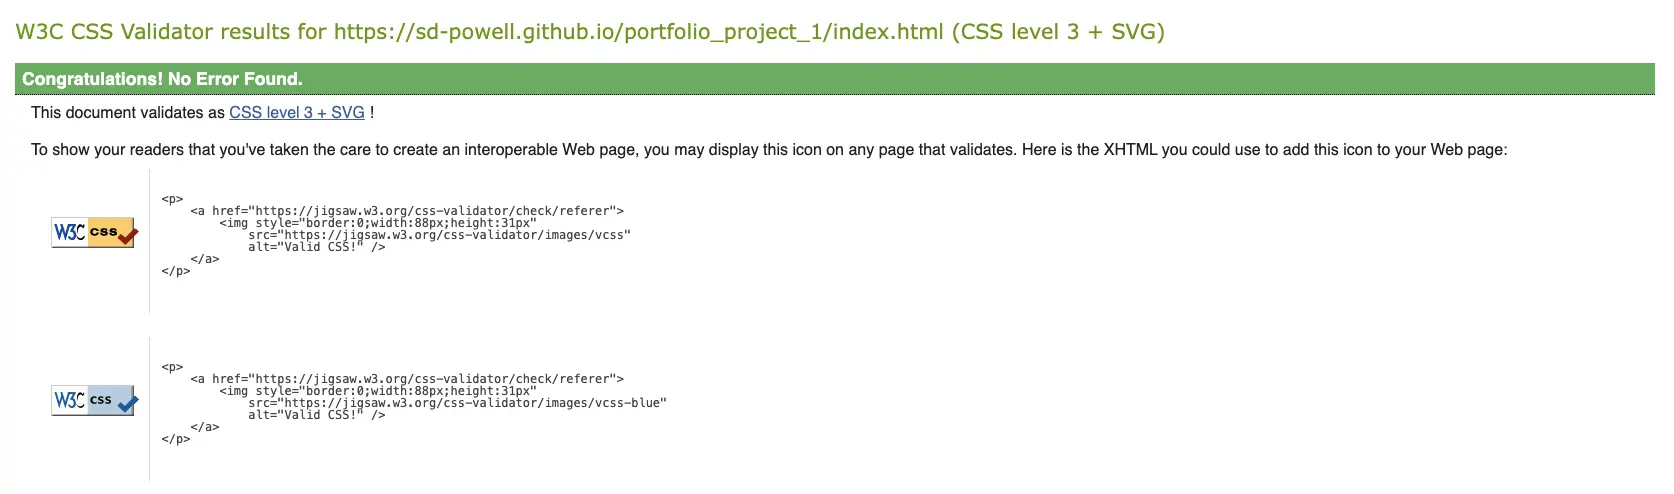 W3C CSS Validator results for https://sd-powell.github.io/portfolio_project_1/index.html (CSS level 3 + SVG)
Congratulations! No Error Found.
This document validates as CSS level 3 + SVG !
To show your readers that you've taken the care to create an interoperable Web page, you may display this icon on any page that validates. Here is the XHTML you could use to add this icon to your Web page:
W3C css
<p>
    <a href="https://jigsaw.w3.org/css-validator/check/referer">
        <img style="border:0;width:88px;height:31px"
            src="https://jigsaw.w3.org/css-validator/images/vcss"
            alt="Valid CSS!" />
    </a>
</p>
W3C css
<p>
    <a href="https://jigsaw.w3.org/css-validator/check/referer">
        <img style="border:0;width:88px;height:31px"
            src="https://jigsaw.w3.org/css-validator/images/vcss-blue"
            alt="Valid CSS!" />
    </a>
</p>